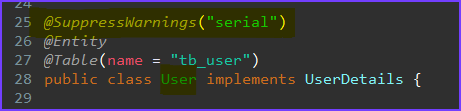 24
25 @SuppressWarnings("serial")
26 @Entity
27 @Table(name = "tb_user")
28 public class User implements UserDetails {
29